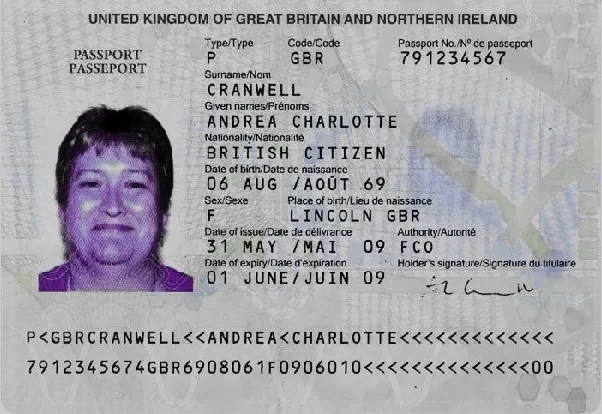 UNITED KINGDOM OF GREAT BRITAIN AND NORTHERN IRELAND
PASSPORT
PASSEPORT
Type/Type Code/Code Passport No./Nº de passeport
P GBR 791234567
Surname/Nom
CRANWELL
Given names/Prénoms
ANDREA CHARLOTTE
Nationality/Nationalité
BRITISH CITIZEN
Date of birth/Date de naissance
06 AUG /AOÛT 69
Sex/Sexe Place of birth/Lieu de naissance
F LINCOLN GBR
Date of issue/Date de délivrance Authority/Autorité
31 MAY /MAI 09 FCO
Date of expiry/Date d'expiration Holder's signature/Signature du titulaire
01 JUNE/JUIN 09
P<GBRCRANWELL<<ANDREA<CHARLOTTE<<<<<<<<<<<<<
7912345674GBR6908061F0906010<<<<<<<<<<<<<<00